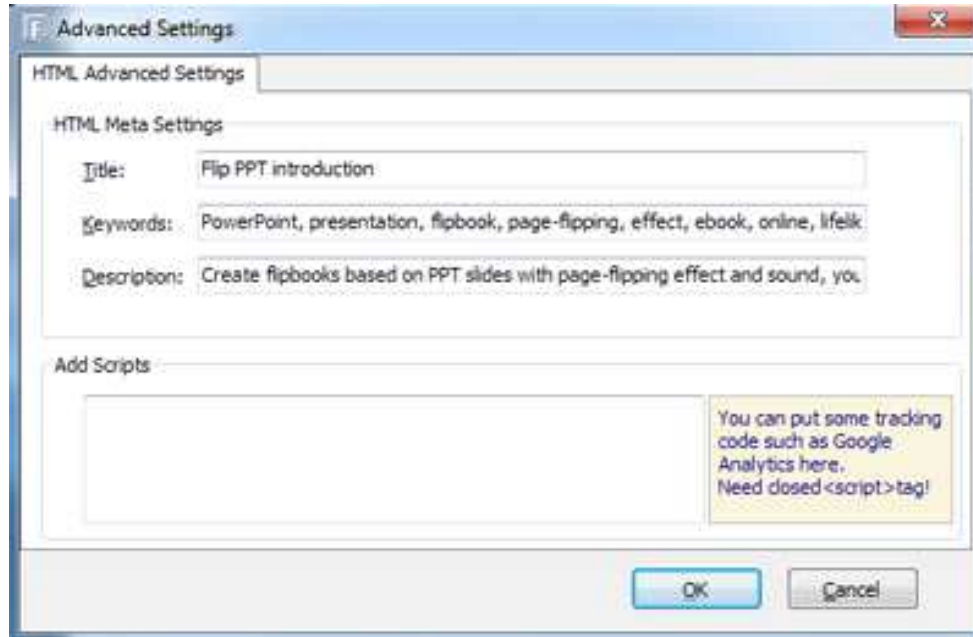 Advanced Settings
HTML Advanced Settings
HTML Meta Settings
Title: Flip PPT introduction
Keywords: PowerPoint, presentation, flipbook, page-flipping, effect, ebook, online, lifelik
Description: Create flipbooks based on PPT slides with page-flipping effect and sound, you
Add Scripts
You can put some tracking
code such as Google
Analytics here.
Need closed<script>tag!
OK Cancel